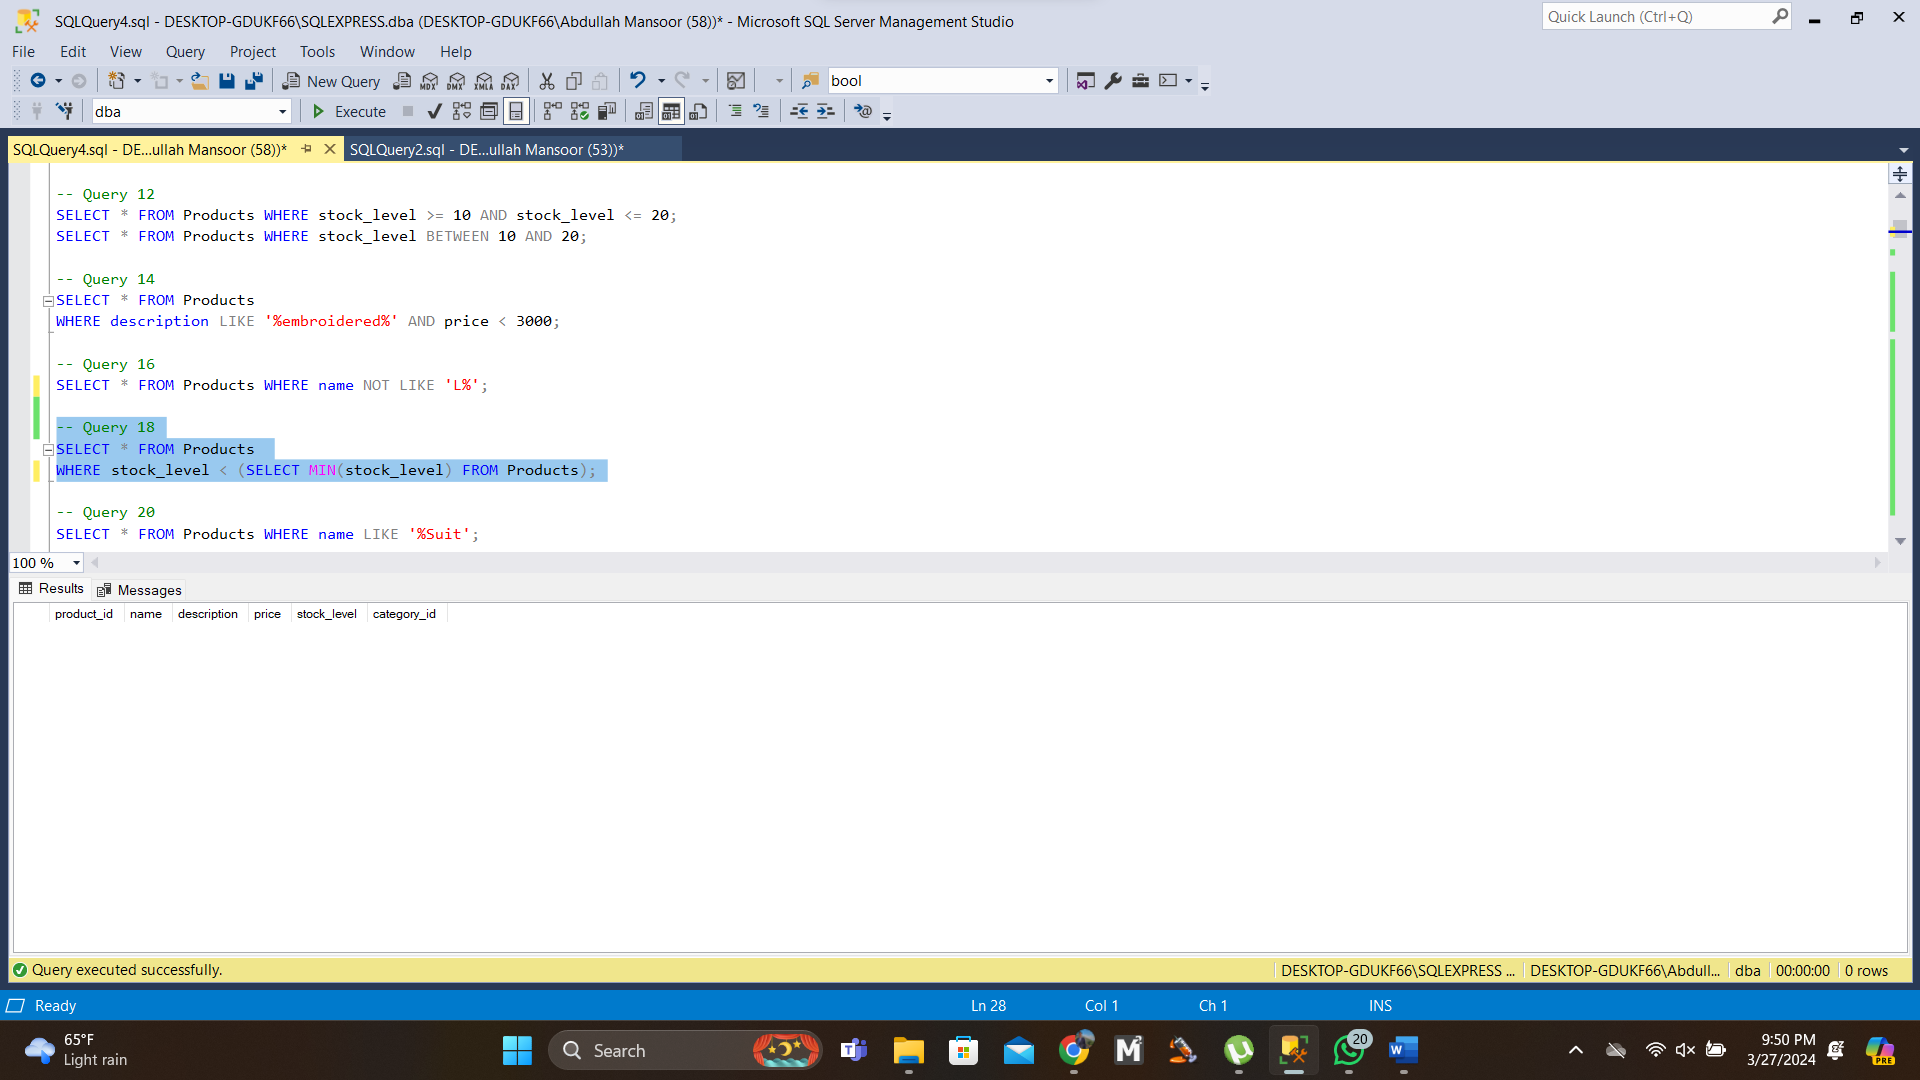 SQLQuery4.sql - DESKTOP-GDUKF66\SQLEXPRESS.dba (DESKTOP-GDUKF66\Abdullah Mansoor (58))* - Microsoft SQL Server Management Studio
Quick Launch (Ctrl+Q)
File Edit View Query Project Tools Window Help
New Query MDX DMX XMLA DAX bool
dba Execute
SQLQuery4.sql - DE...ullah Mansoor (58))* SQLQuery2.sql - DE...ullah Mansoor (53))*
-- Query 12
SELECT * FROM Products WHERE stock_level >= 10 AND stock_level <= 20;
SELECT * FROM Products WHERE stock_level BETWEEN 10 AND 20;
-- Query 14
SELECT * FROM Products
WHERE description LIKE '%embroidered%' AND price < 3000;
-- Query 16
SELECT * FROM Products WHERE name NOT LIKE 'L%';
-- Query 18
SELECT * FROM Products
WHERE stock_level < (SELECT MIN(stock_level) FROM Products);
-- Query 20
SELECT * FROM Products WHERE name LIKE '%Suit';
100 %
Results Messages
product_id name description price stock_level category_id
Query executed successfully. DESKTOP-GDUKF66\SQLEXPRESS ... DESKTOP-GDUKF66\Abdull... dba 00:00:00 0 rows
Ready Ln 28 Col 1 Ch 1 INS
65°F
Light rain
Search
20
9:50 PM
3/27/2024
PRE